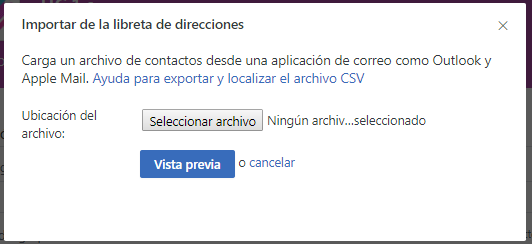 Importar de la libreta de direcciones
Carga un archivo de contactos desde una aplicación de correo como Outlook y
Apple Mail. Ayuda para exportar y localizar el archivo CSV
Ubicación del archivo:
Seleccionar archivo Ningún archiv...seleccionado
Vista previa o cancelar